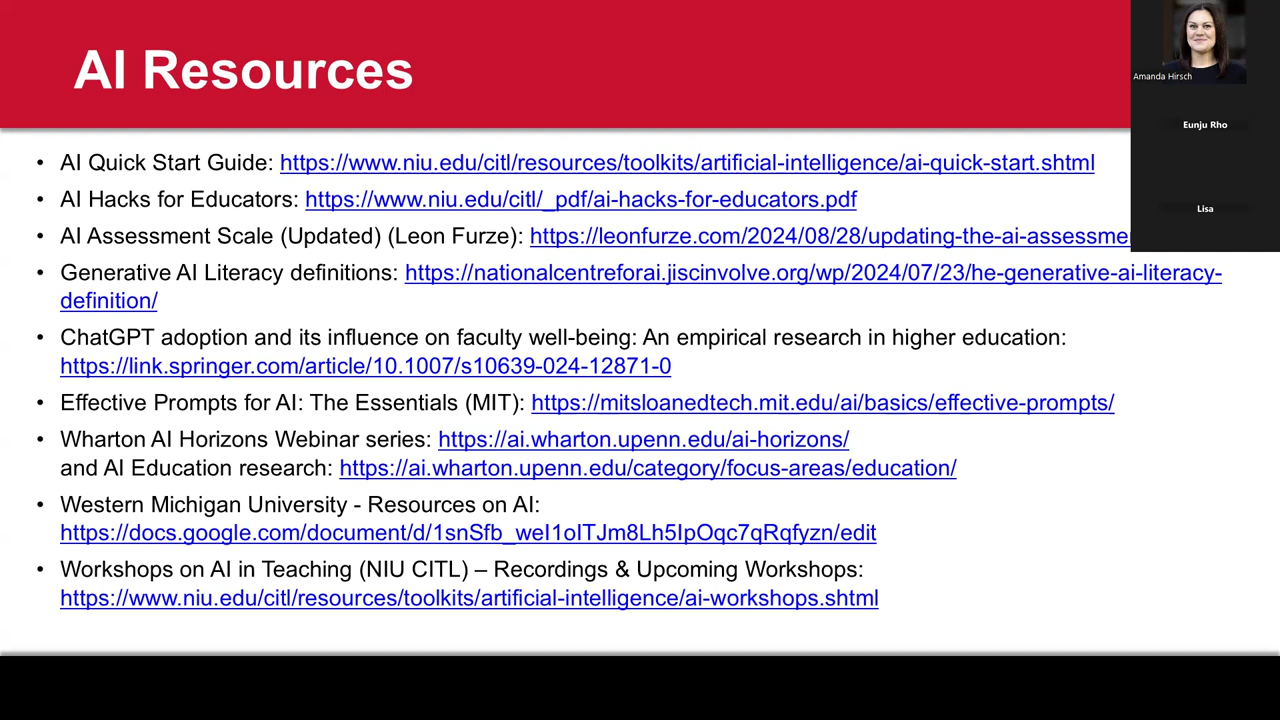 AI Resources
Amanda Hirsch
Eunju Rho
Lisa
• AI Quick Start Guide: https://www.niu.edu/citl/resources/toolkits/artificial-intelligence/ai-quick-start.shtml
• AI Hacks for Educators: https://www.niu.edu/citl/_pdf/ai-hacks-for-educators.pdf
• AI Assessment Scale (Updated) (Leon Furze): https://leonfurze.com/2024/08/28/updating-the-ai-assessme
• Generative AI Literacy definitions: https://nationalcentreforai.jiscinvolve.org/wp/2024/07/23/he-generative-ai-literacy-
definition/
• ChatGPT adoption and its influence on faculty well-being: An empirical research in higher education:
https://link.springer.com/article/10.1007/s10639-024-12871-0
• Effective Prompts for AI: The Essentials (MIT): https://mitsloanedtech.mit.edu/ai/basics/effective-prompts/
• Wharton AI Horizons Webinar series: https://ai.wharton.upenn.edu/ai-horizons/
and AI Education research: https://ai.wharton.upenn.edu/category/focus-areas/education/
• Western Michigan University - Resources on AI:
https://docs.google.com/document/d/1snSfb_weI1oITJm8Lh5IpOqc7qRqfyzn/edit
• Workshops on AI in Teaching (NIU CITL) – Recordings & Upcoming Workshops:
https://www.niu.edu/citl/resources/toolkits/artificial-intelligence/ai-workshops.shtml